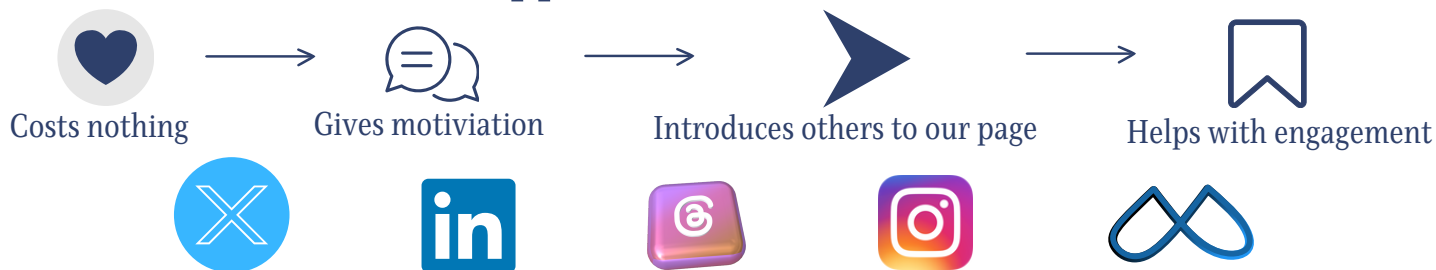 Costs nothing
Gives motiviation
Introduces others to our page
Helps with engagement
in